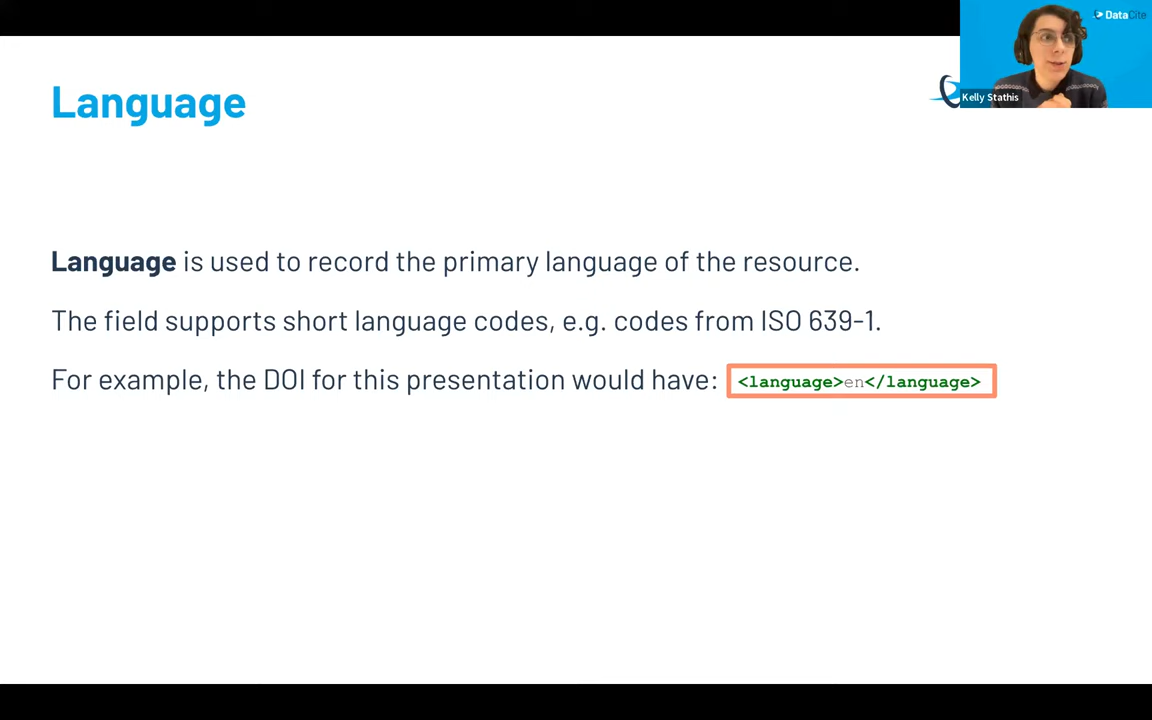 DataCite
Kelly Stathis
Language
Language is used to record the primary language of the resource.
The field supports short language codes, e.g. codes from ISO 639-1.
For example, the DOI for this presentation would have: <language>en</language>